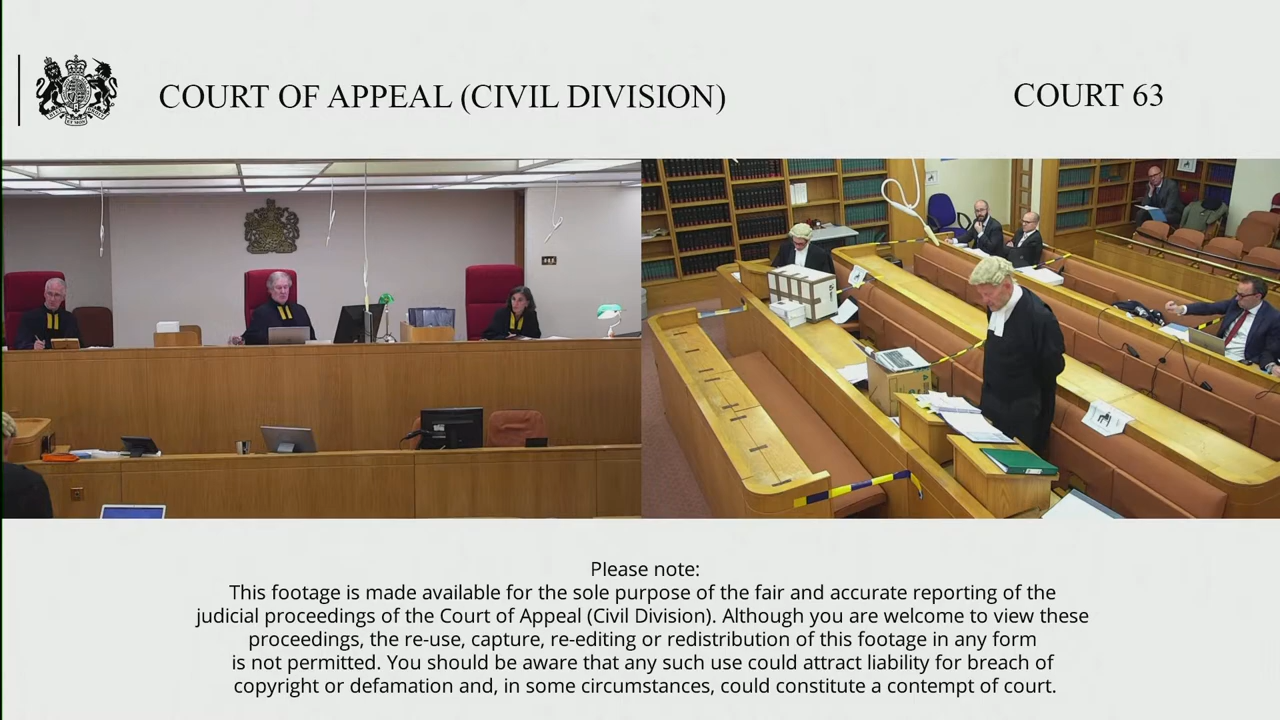 COURT OF APPEAL (CIVIL DIVISION)
COURT 63
Please note:
This footage is made available for the sole purpose of the fair and accurate reporting of the
judicial proceedings of the Court of Appeal (Civil Division). Although you are welcome to view these
proceedings, the re-use, capture, re-editing or redistribution of this footage in any form
is not permitted. You should be aware that any such use could attract liability for breach of
copyright or defamation and, in some circumstances, could constitute a contempt of court.